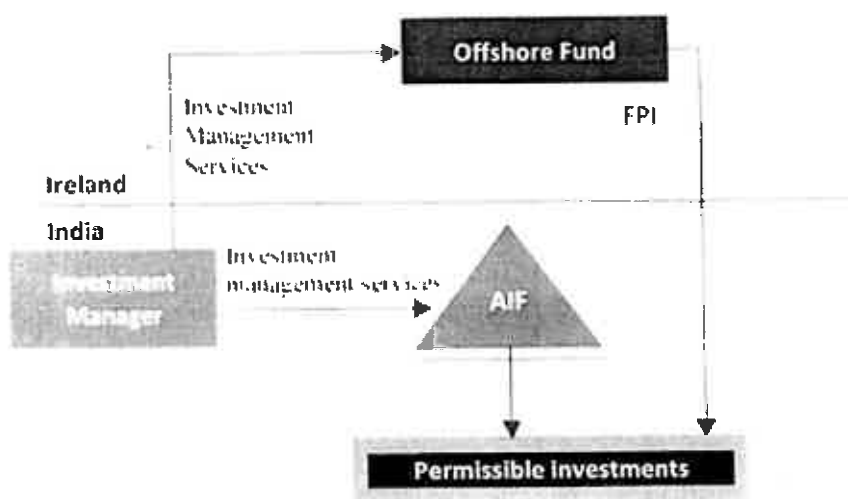 Offshore Fund
Investment
Management
Services
FPI
Ireland
India
Investment
Manager
Investment
management services
AIF
Permissible investments